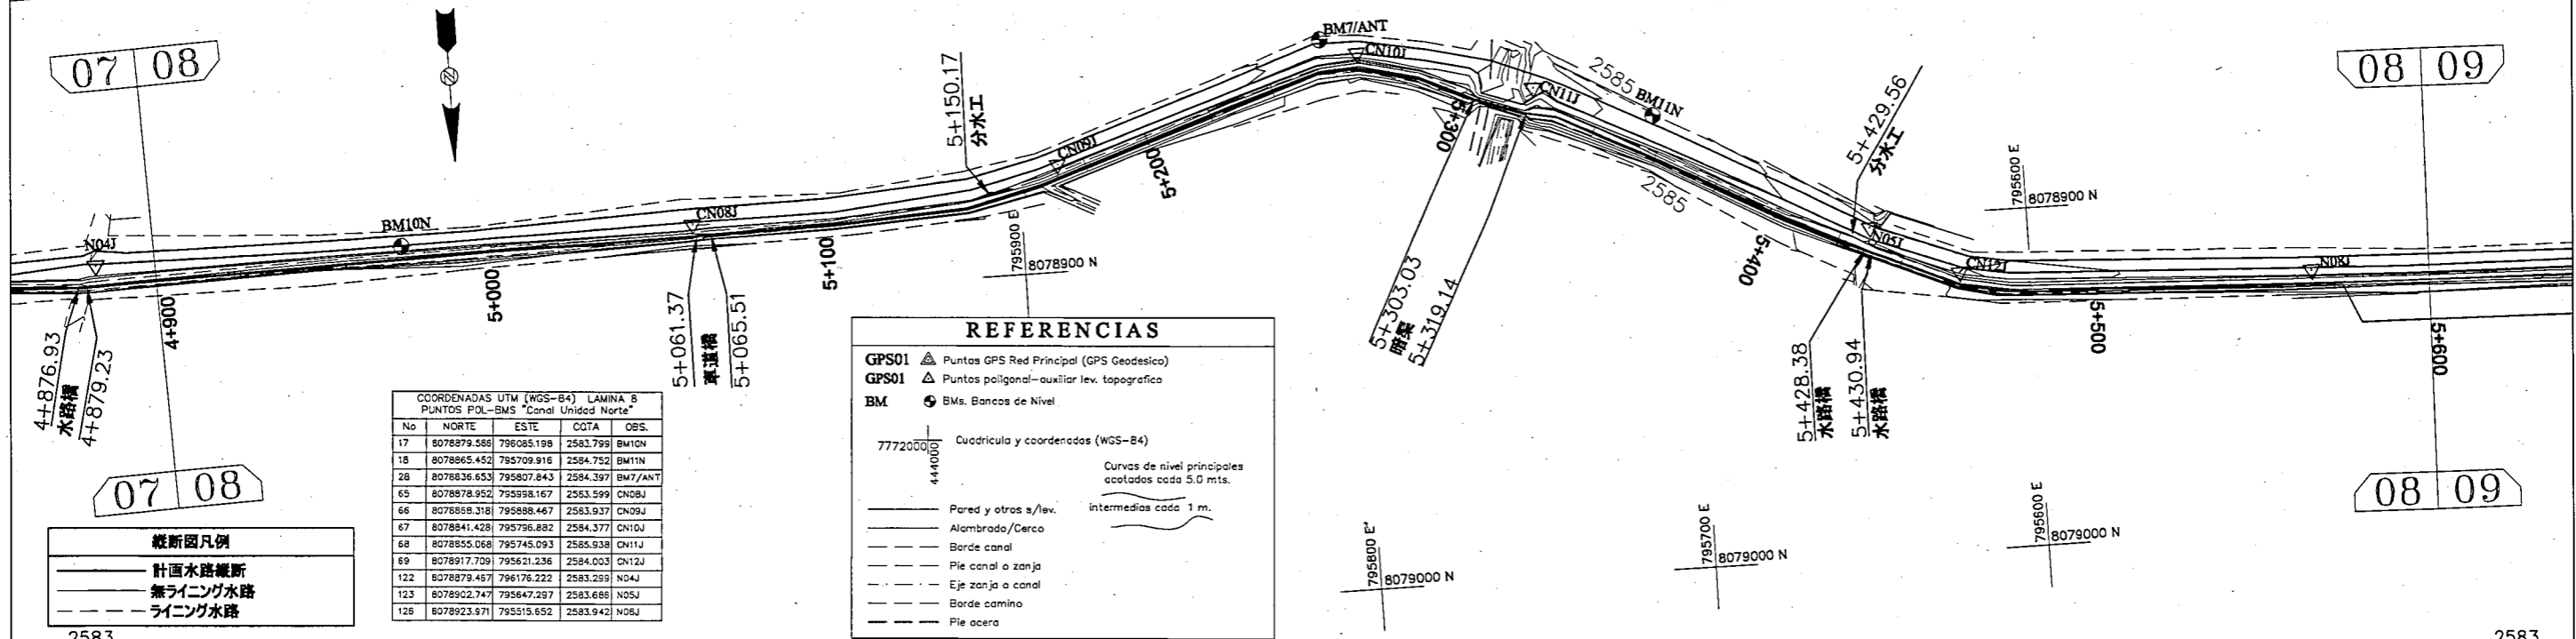 07 08
08 09
N04J
BM10N
CN08J
CN09J
BM7/ANT
CN10J
CN11J
2585
BM11N
2585
N05J
CN12J
N08J
4+900
5+000
5+100
5+200
5+300
5+400
5+500
5+600
4+876.93
水路橋
4+879.23
5+061.37
車道橋
5+065.51
5+150.17
分水工
5+303.03
暗渠
5+319.14
5+429.56
分水工
5+428.38
水路橋
5+430.94
水路橋
795900 E
8078900 N
795600 E
8078900 N
795800 E
8079000 N
795700 E
8079000 N
795600 E
8079000 N
07 08
08 09
縦断図凡例
計画水路縦断
無ライニング水路
ライニング水路
2583
2583
COORDENADAS UTM (WGS-84) LAMINA 8
PUNTOS POL-BMS "Canal Unidad Norte"
No NORTE ESTE COTA OBS.
17 8078879.586 796085.198 2583.799 BM10N
18 8078865.452 795709.916 2584.752 BM11N
28 8078836.653 795807.843 2584.397 BM7/ANT
65 8078878.952 795998.167 2583.599 CN08J
66 8078858.318 795888.467 2583.937 CN09J
67 8078841.428 795796.882 2584.377 CN10J
68 8078855.068 795745.093 2585.938 CN11J
69 8078917.709 795621.236 2584.003 CN12J
122 8078879.467 796176.222 2583.299 N04J
123 8078902.747 795647.297 2583.686 N05J
126 8078923.971 795515.652 2583.942 N08J
REFERENCIAS
GPS01 Puntos GPS Red Principal (GPS Geodesico)
GPS01 Puntos poligonal-auxiliar lev. topografico
BM BMs. Bancos de Nivel
7772000
444000
Cuadricula y coordenadas (WGS-84)
Curvas de nivel principales
acotados cada 5.0 mts.
intermedias cada 1 m.
Pared y otros s/lev.
Alambrado/Cerco
Borde canal
Pie canal o zanja
Eje zanja o canal
Borde camino
Pie acera